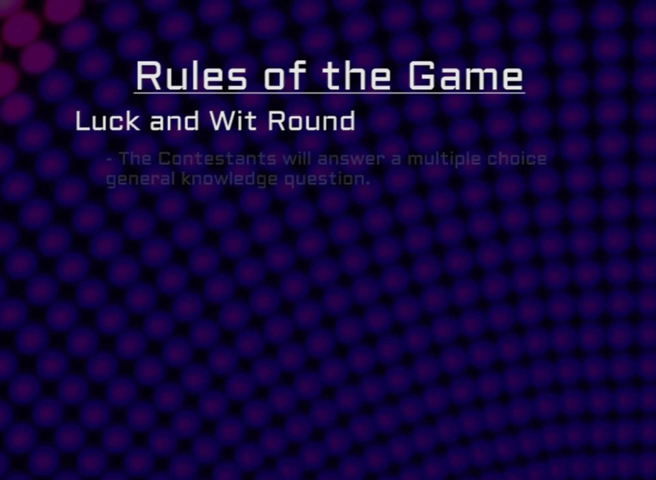 Rules of the Game
Luck and Wit Round
- The Contestants will answer a multiple choice
general knowledge question.